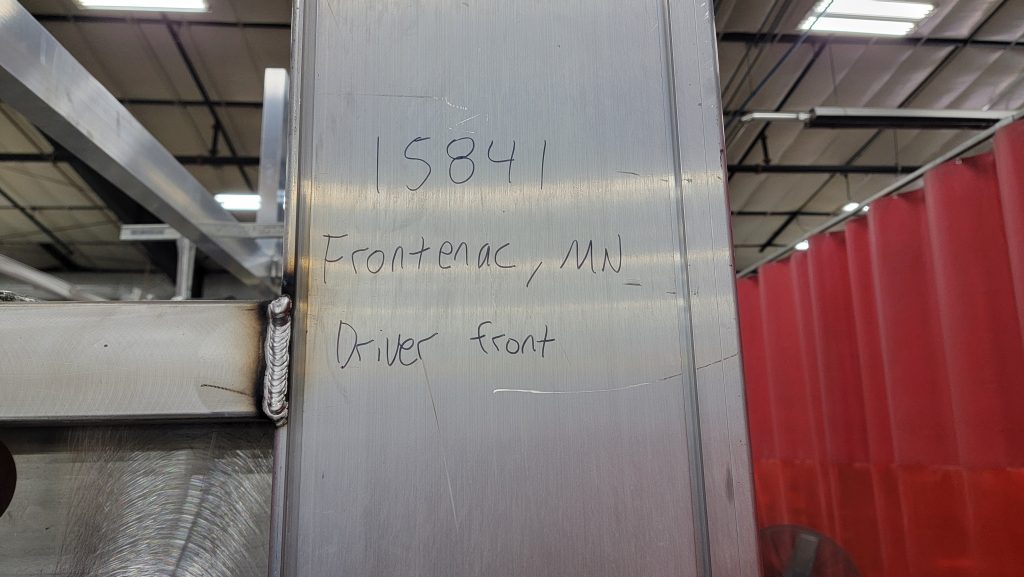 15841
Frontenac, MN
Driver front